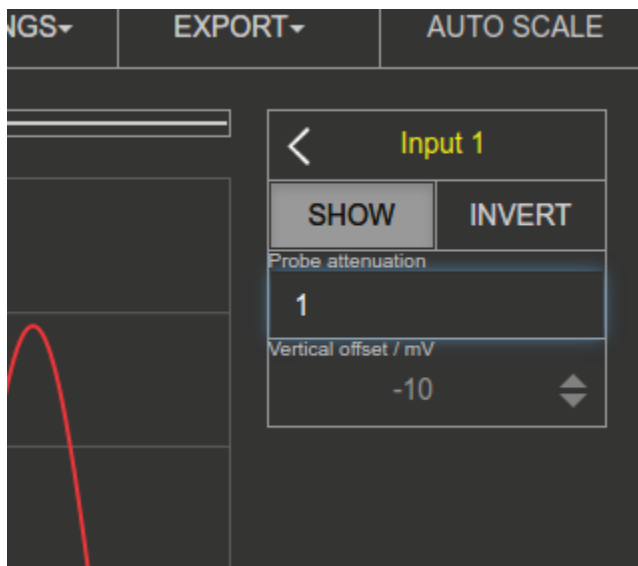 NGS EXPORT AUTO SCALE
Input 1
SHOW INVERT
Probe attenuation
1
Vertical offset / mV
-10